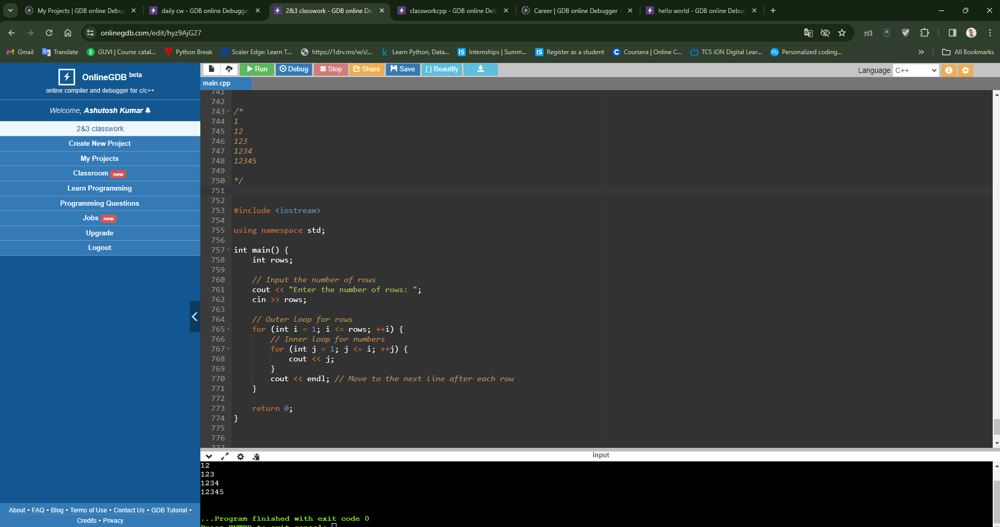 My Projects | GDB online Debug
daily cw - GDB online Debugge
2&3 classwork - GDB online De
classworkcpp - GDB online Deb
Career | GDB online Debugger
hello world - GDB online Debug
onlinegdb.com/edit/hyz9AjG27
Gmail
Translate
GUVI | Course catal...
Python Break
Scaler Edge: Learn T...
https://1drv.ms/w/s!...
Learn Python, Data...
Internships | Summ...
Register as a student
Coursera | Online C...
TCS iON Digital Lear...
Personalized coding...
All Bookmarks
OnlineGDB beta
online compiler and debugger for c/c++
Welcome, Ashutosh Kumar
2&3 classwork
Create New Project
My Projects
Classroom new
Learn Programming
Programming Questions
Jobs new
Upgrade
Logout
About • FAQ • Blog • Terms of Use • Contact Us • GDB Tutorial •
Credits • Privacy
Run Debug Stop Share Save { } Beautify
Language C++
main.cpp
741
742
743 /*
744 1
745 12
746 123
747 1234
748 12345
749
750 */
751
752
753 #include <iostream>
754
755 using namespace std;
756
757 int main() {
758 int rows;
759
760 // Input the number of rows
761 cout << "Enter the number of rows: ";
762 cin >> rows;
763
764 // Outer loop for rows
765 for (int i = 1; i <= rows; ++i) {
766 // Inner loop for numbers
767 for (int j = 1; j <= i; ++j) {
768 cout << j;
769 }
770 cout << endl; // Move to the next line after each row
771 }
772
773 return 0;
774 }
775
776
777
input
12
123
1234
12345
...Program finished with exit code 0
Press ENTER to exit console.